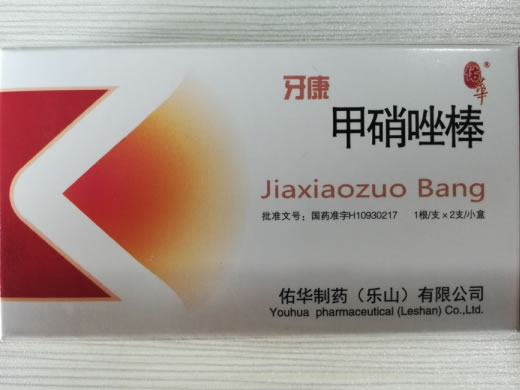 佑华®
牙康
甲硝唑棒
Jiaxiaozuo Bang
批准文号：国药准字H10930217 1根/支×2支/小盒
佑华制药（乐山）有限公司
Youhua pharmaceutical (Leshan) Co.,Ltd.